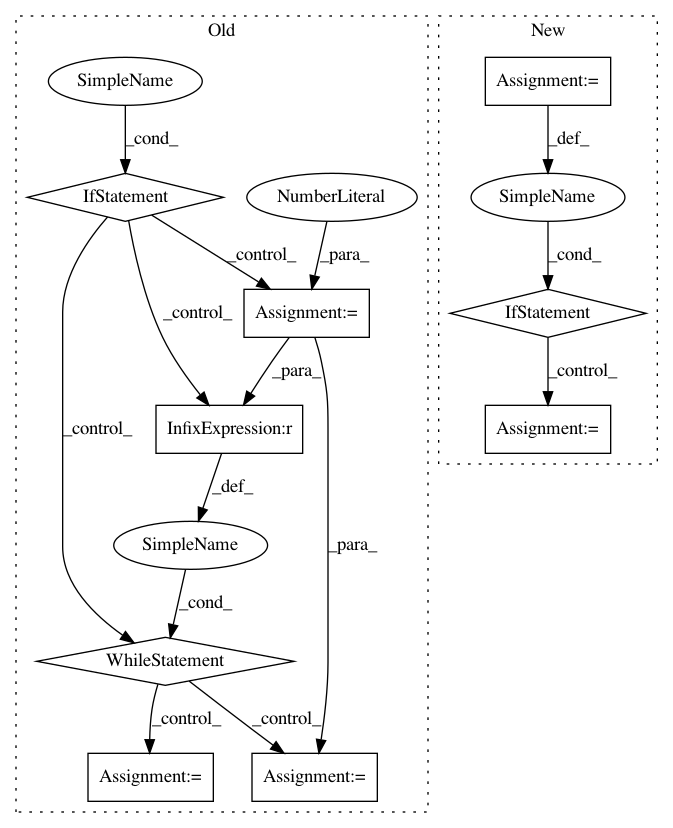 Old
SimpleName
_cond_
IfStatement
NumberLiteral
_control_
_para_
Assignment:=
_control_
_para_
_control_
InfixExpression:r
_def_
_para_
SimpleName
_cond_
WhileStatement
_control_
_control_
Assignment:=
Assignment:=
New
Assignment:=
_def_
SimpleName
_cond_
IfStatement
_control_
Assignment:=